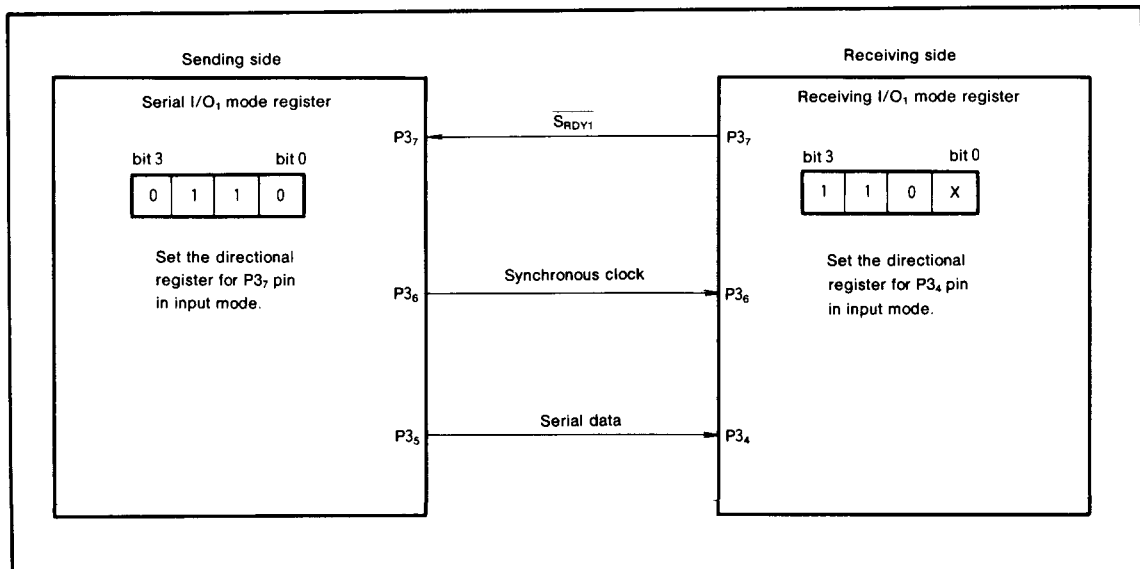 Sending side
Serial I/O₁ mode register
bit 3 bit 0
0 1 1 0
Set the directional
register for P3₇ pin
in input mode.
P3₇
P3₆
P3₅
S̅R̅D̅Y̅1̅
Synchronous clock
Serial data
Receiving side
Receiving I/O₁ mode register
P3₇
bit 3 bit 0
1 1 0 X
Set the directional
register for P3₄ pin
in input mode.
P3₆
P3₄